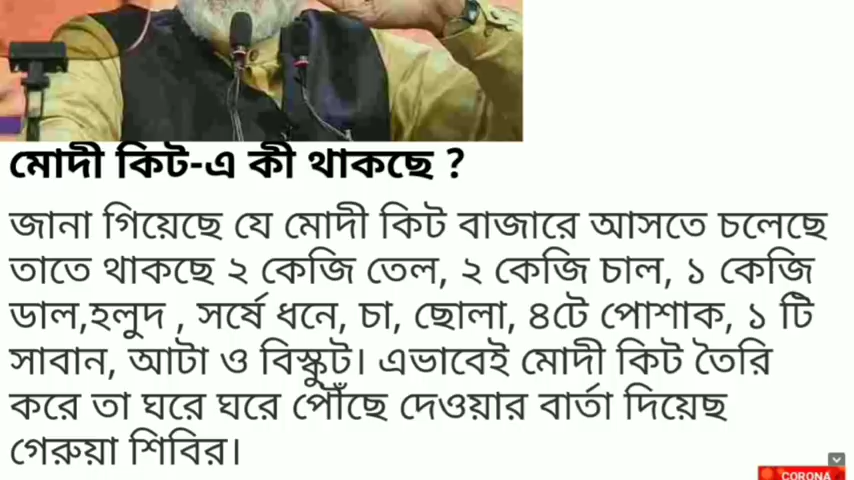 মোদী কিট-এ কী থাকছে ?
জানা গিয়েছে যে মোদী কিট বাজারে আসতে চলেছে
তাতে থাকছে ২ কেজি তেল, ২ কেজি চাল, ১ কেজি
ডাল,হলুদ , সর্ষে ধনে, চা, ছোলা, ৪টে পোশাক, ১ টি
সাবান, আটা ও বিস্কুট। এভাবেই মোদী কিট তৈরি
করে তা ঘরে ঘরে পৌঁছে দেওয়ার বার্তা দিয়েছ
গেরুয়া শিবির।
CORONA